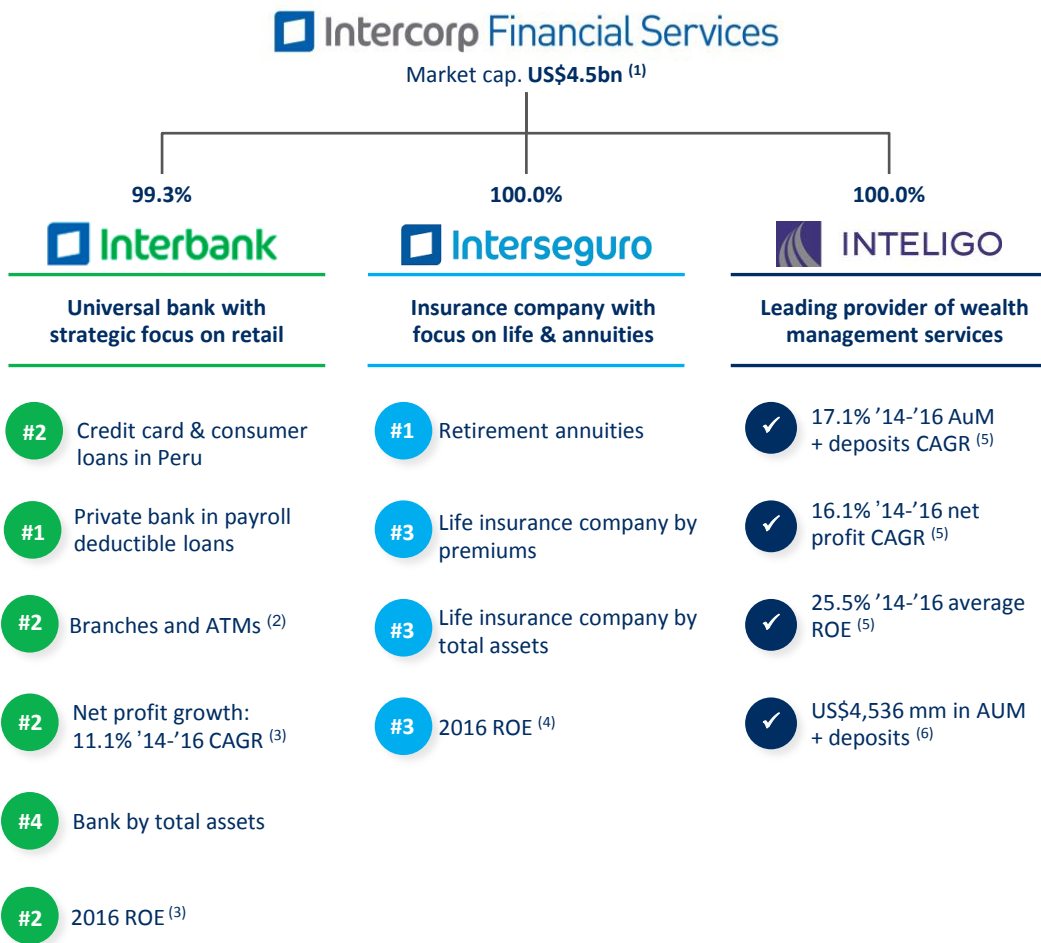 Intercorp Financial Services
Market cap. US$4.5bn (1)
99.3%
Interbank
Universal bank with
strategic focus on retail
#2
Credit card & consumer
loans in Peru
#1
Private bank in payroll
deductible loans
#2
Branches and ATMs (2)
#2
Net profit growth:
11.1% ’14-’16 CAGR (3)
#4
Bank by total assets
#2
2016 ROE (3)
100.0%
Interseguro
Insurance company with
focus on life & annuities
#1
Retirement annuities
#3
Life insurance company by
premiums
#3
Life insurance company by
total assets
#3
2016 ROE (4)
100.0%
INTELIGO
Leading provider of wealth
management services
17.1% ’14-’16 AuM
+ deposits CAGR (5)
16.1% ’14-’16 net
profit CAGR (5)
25.5% ’14-’16 average
ROE (5)
US$4,536 mm in AUM
+ deposits (6)